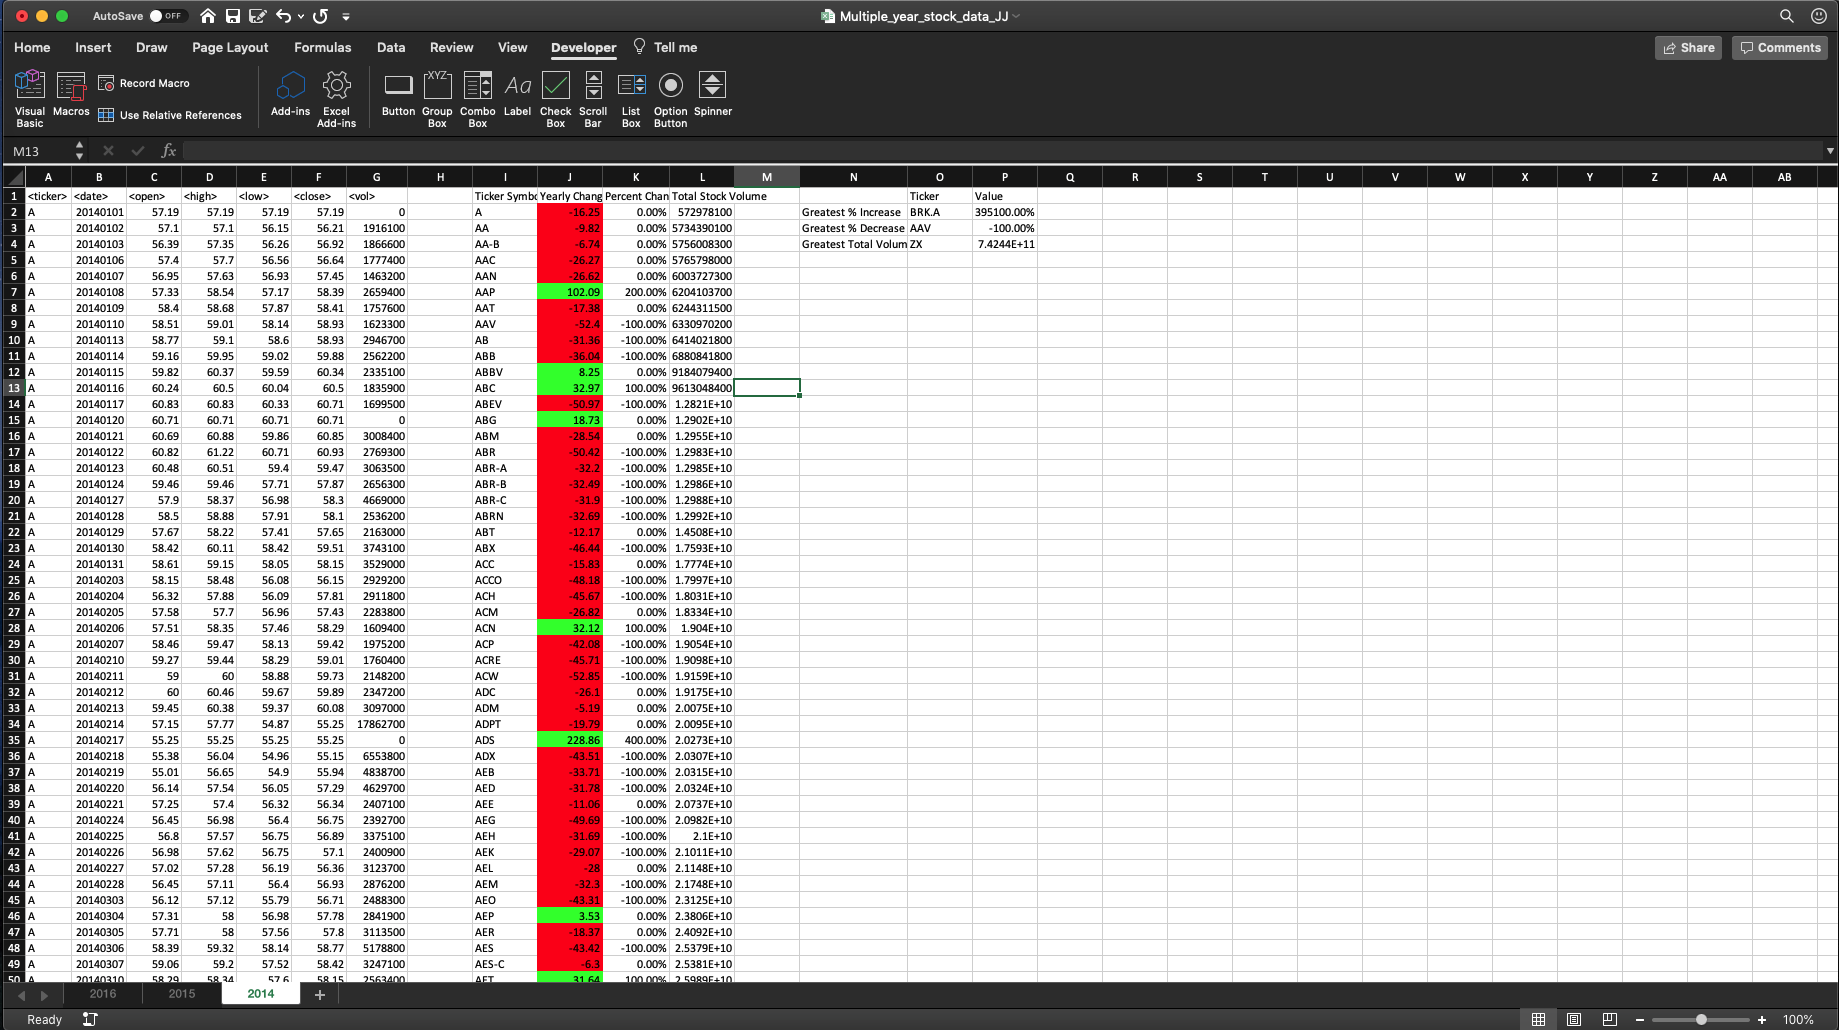 AutoSave OFF Multiple_year_stock_data_JJ
Home Insert Draw Page Layout Formulas Data Review View Developer Tell me Share Comments
Visual Basic Macros Record Macro Use Relative References Add-ins Excel Add-ins Button Group Box Combo Box Label Check Box Scroll Bar List Box Option Button Spinner
XYZ Aa
M13 fx
A B C D E F G H I J K L M N O P Q R S T U V W X Y Z AA AB
1 <ticker> <date> <open> <high> <low> <close> <vol> Ticker Symbo Yearly Chang Percent Chan Total Stock Volume Ticker Value
2 A 20140101 57.19 57.19 57.19 57.19 0 A -16.25 0.00% 572978100 Greatest % Increase BRK.A 395100.00%
3 A 20140102 57.1 57.1 56.15 56.21 1916100 AA -9.82 0.00% 5734390100 Greatest % Decrease AAV -100.00%
4 A 20140103 56.39 57.35 56.26 56.92 1866600 AA-B -6.74 0.00% 5756008300 Greatest Total Volum ZX 7.4244E+11
5 A 20140106 57.4 57.7 56.56 56.64 1777400 AAC -26.27 0.00% 5765798000
6 A 20140107 56.95 57.63 56.93 57.45 1463200 AAN -26.62 0.00% 6003727300
7 A 20140108 57.33 58.54 57.17 58.39 2659400 AAP 102.09 200.00% 6204103700
8 A 20140109 58.4 58.68 57.87 58.41 1757600 AAT -17.38 0.00% 6244311500
9 A 20140110 58.51 59.01 58.14 58.93 1623300 AAV -52.4 -100.00% 6330970200
10 A 20140113 58.77 59.1 58.6 58.93 2946700 AB -31.36 -100.00% 6414021800
11 A 20140114 59.16 59.95 59.02 59.88 2562200 ABB -36.04 -100.00% 6880841800
12 A 20140115 59.82 60.37 59.59 60.34 2335100 ABBV 8.25 0.00% 9184079400
13 A 20140116 60.24 60.5 60.04 60.5 1835900 ABC 32.97 100.00% 9613048400
14 A 20140117 60.83 60.83 60.33 60.71 1699500 ABEV -50.97 -100.00% 1.2821E+10
15 A 20140120 60.71 60.71 60.71 60.71 0 ABG 18.73 0.00% 1.2902E+10
16 A 20140121 60.69 60.88 59.86 60.85 3008400 ABM -28.54 0.00% 1.2955E+10
17 A 20140122 60.82 61.22 60.71 60.93 2769300 ABR -50.42 -100.00% 1.2983E+10
18 A 20140123 60.48 60.51 59.4 59.47 3063500 ABR-A -32.2 -100.00% 1.2985E+10
19 A 20140124 59.46 59.46 57.71 57.87 2656300 ABR-B -32.49 -100.00% 1.2986E+10
20 A 20140127 57.9 58.37 56.98 58.3 4669000 ABR-C -31.9 -100.00% 1.2988E+10
21 A 20140128 58.5 58.88 57.91 58.1 2536200 ABRN -32.69 -100.00% 1.2992E+10
22 A 20140129 57.67 58.22 57.41 57.65 2163000 ABT -12.17 0.00% 1.4508E+10
23 A 20140130 58.42 60.11 58.42 59.51 3743100 ABX -46.44 -100.00% 1.7593E+10
24 A 20140131 58.61 59.15 58.05 58.15 3529000 ACC -15.83 0.00% 1.7774E+10
25 A 20140203 58.15 58.48 56.08 56.15 2929200 ACCO -48.18 -100.00% 1.7997E+10
26 A 20140204 56.32 57.88 56.09 57.81 2911800 ACH -45.67 -100.00% 1.8031E+10
27 A 20140205 57.58 57.7 56.96 57.43 2283800 ACM -26.82 0.00% 1.8334E+10
28 A 20140206 57.51 58.35 57.46 58.29 1609400 ACN 32.12 100.00% 1.904E+10
29 A 20140207 58.46 59.47 58.13 59.42 1975200 ACP -42.08 -100.00% 1.9054E+10
30 A 20140210 59.27 59.44 58.29 59.01 1760400 ACRE -45.71 -100.00% 1.9098E+10
31 A 20140211 59 60 58.88 59.73 2148200 ACW -52.85 -100.00% 1.9159E+10
32 A 20140212 60 60.46 59.67 59.89 2347200 ADC -26.1 0.00% 1.9175E+10
33 A 20140213 59.45 60.38 59.37 60.08 3097000 ADM -5.19 0.00% 2.0075E+10
34 A 20140214 57.15 57.77 54.87 55.25 17862700 ADPT -19.79 0.00% 2.0095E+10
35 A 20140217 55.25 55.25 55.25 55.25 0 ADS 228.86 400.00% 2.0273E+10
36 A 20140218 55.38 56.04 54.96 55.15 6553800 ADX -43.51 -100.00% 2.0307E+10
37 A 20140219 55.01 56.65 54.9 55.94 4838700 AEB -33.71 -100.00% 2.0315E+10
38 A 20140220 56.14 57.54 56.05 57.29 4629700 AED -31.78 -100.00% 2.0324E+10
39 A 20140221 57.25 57.4 56.32 56.34 2407100 AEE -11.06 0.00% 2.0737E+10
40 A 20140224 56.45 56.98 56.4 56.75 2392700 AEG -49.69 -100.00% 2.0982E+10
41 A 20140225 56.8 57.57 56.75 56.89 3375100 AEH -31.69 -100.00% 2.1E+10
42 A 20140226 56.98 57.62 56.75 57.1 2400900 AEK -29.07 -100.00% 2.1011E+10
43 A 20140227 57.02 57.28 56.19 56.36 3123700 AEL -28 0.00% 2.1148E+10
44 A 20140228 56.45 57.11 56.4 56.93 2876200 AEM -32.3 -100.00% 2.1748E+10
45 A 20140303 56.12 57.12 55.79 56.71 2488300 AEO -43.31 -100.00% 2.3125E+10
46 A 20140304 57.31 58 56.98 57.78 2841900 AEP 3.53 0.00% 2.3806E+10
47 A 20140305 57.71 58 57.56 57.8 3113500 AER -18.37 0.00% 2.4092E+10
48 A 20140306 58.39 59.32 58.14 58.77 5178800 AES -43.42 -100.00% 2.5379E+10
49 A 20140307 59.06 59.2 57.52 58.42 3247100 AES-C -6.3 0.00% 2.5381E+10
50 A 20140310 58.29 58.34 57.6 58.15 2563400 AET 31.64 100.00% 2.5989E+10
2016 2015 2014 +
Ready 100%